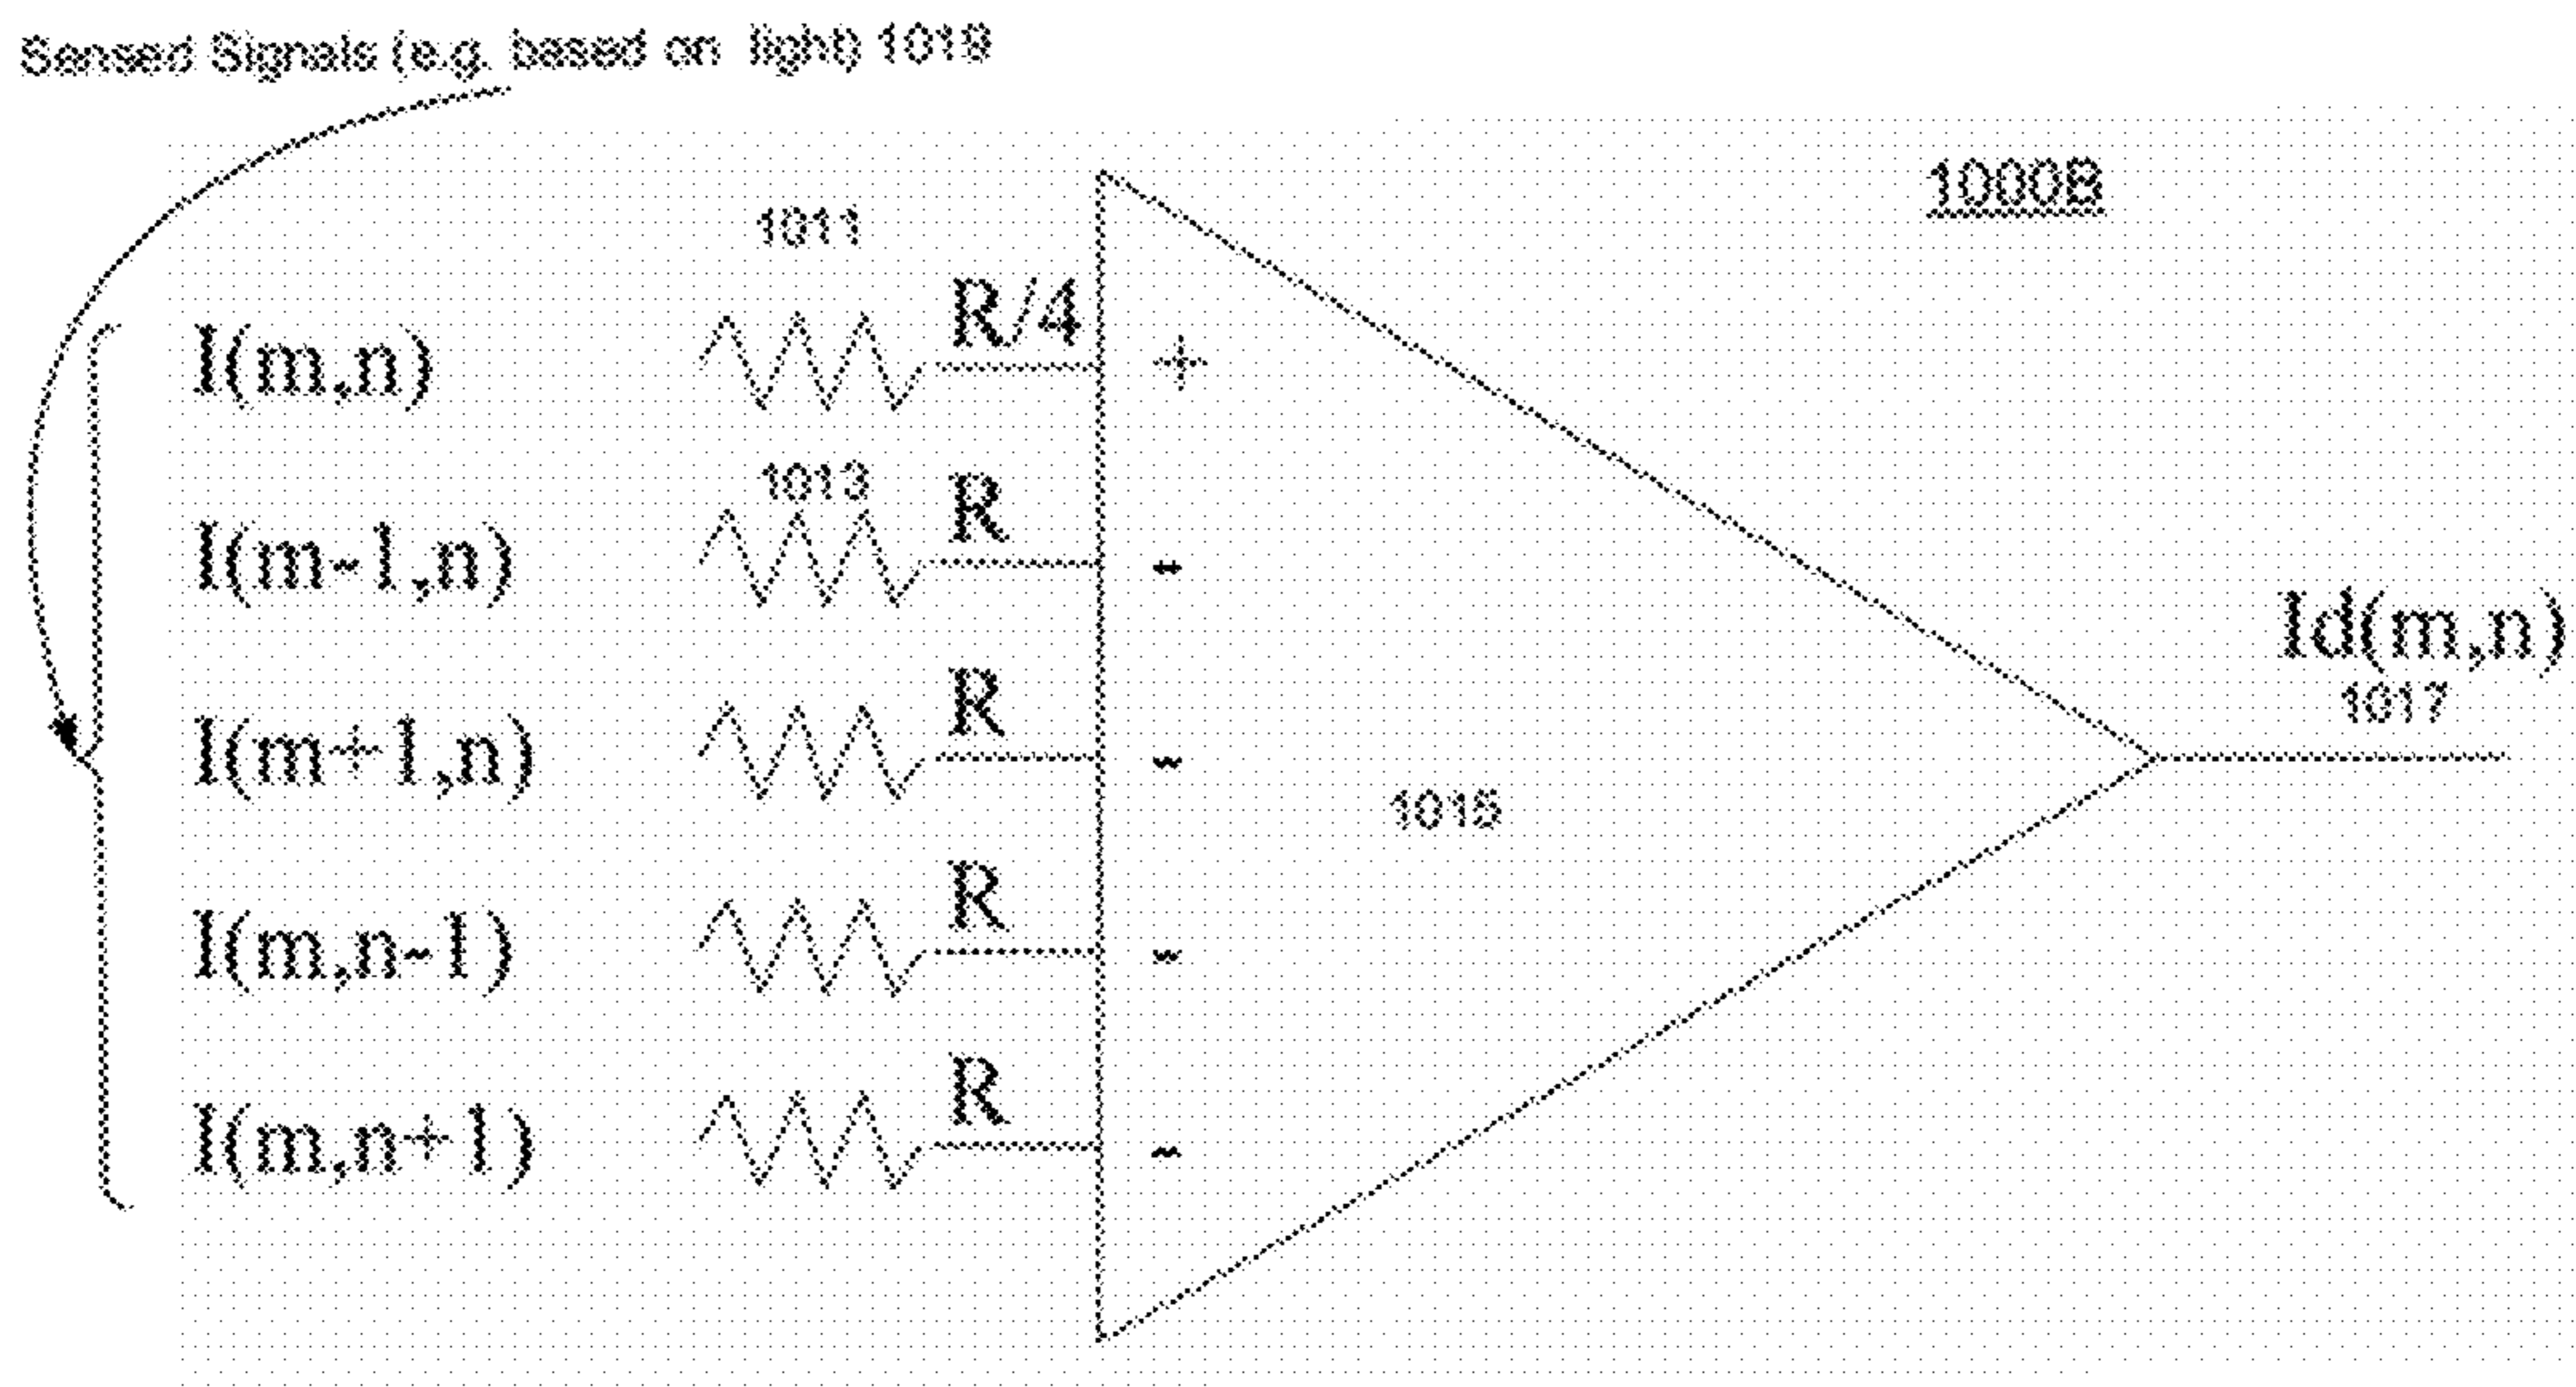 Sensed Signals (e.g. based on light) 1019
1000B
1011
I(m,n)
R/4
+
1013
I(m-1,n)
R
-
I(m+1,n)
R
-
Id(m,n)
1017
1015
I(m,n-1)
R
-
I(m,n+1)
R
-